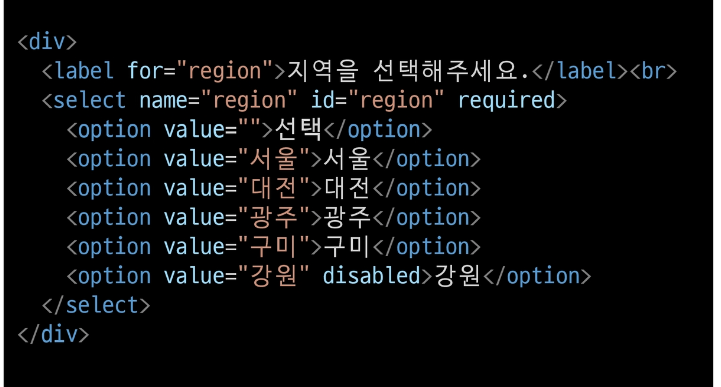 <div>
<label for="region">지역을 선택해주세요.</label><br>
<select name="region" id="region" required>
<option value="">선택</option>
<option value="서울">서울</option>
<option value="대전">대전</option>
<option value="광주">광주</option>
<option value="구미">구미</option>
<option value="강원" disabled>강원</option>
</select>
</div>